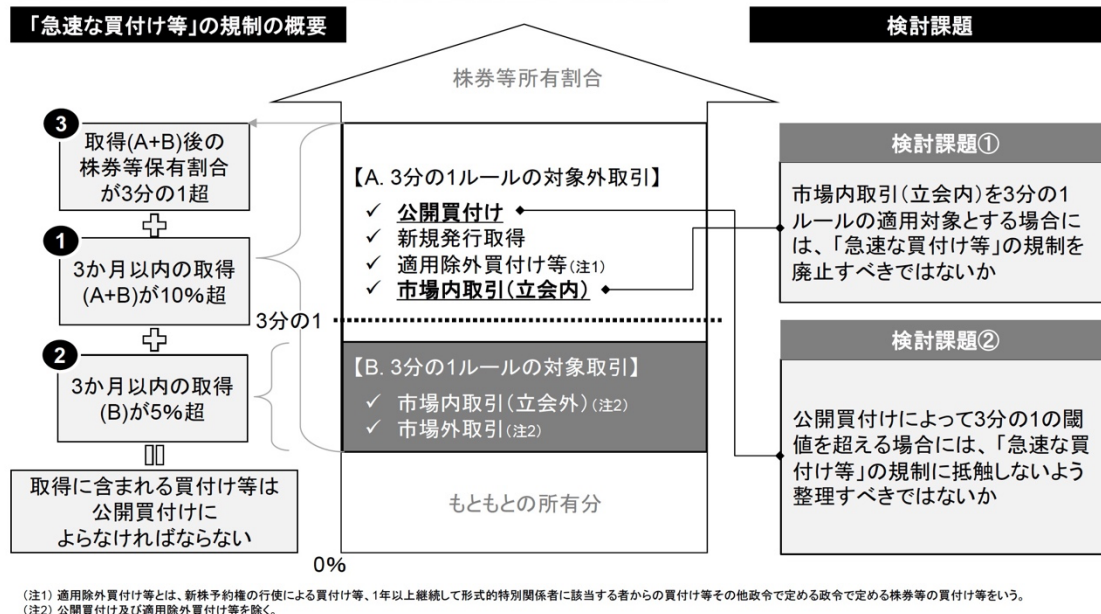 「急速な買付け等」の規制の概要
検討課題
株券等所有割合
3
取得(A+B)後の
株券等保有割合
が3分の1超
1
3か月以内の取得
(A+B)が10%超
2
3か月以内の取得
(B)が5%超
取得に含まれる買付け等は
公開買付けに
よらなければならない
【A. 3分の1ルールの対象外取引】
✓ 公開買付け
✓ 新規発行取得
✓ 適用除外買付け等(注1)
✓ 市場内取引(立会内)
3分の1
【B. 3分の1ルールの対象取引】
✓ 市場内取引(立会外)(注2)
✓ 市場外取引(注2)
もともとの所有分
0%
検討課題①
市場内取引(立会内)を3分の1
ルールの適用対象とする場合に
は、「急速な買付け等」の規制を
廃止すべきではないか
検討課題②
公開買付けによって3分の1の閾
値を超える場合には、「急速な買
付け等」の規制に抵触しないよう
整理すべきではないか
(注1) 適用除外買付け等とは、新株予約権の行使による買付け等、1年以上継続して形式的特別関係者に該当する者からの買付け等その他政令で定める政令で定める株券等の買付け等をいう。
(注2) 公開買付け及び適用除外買付け等を除く。